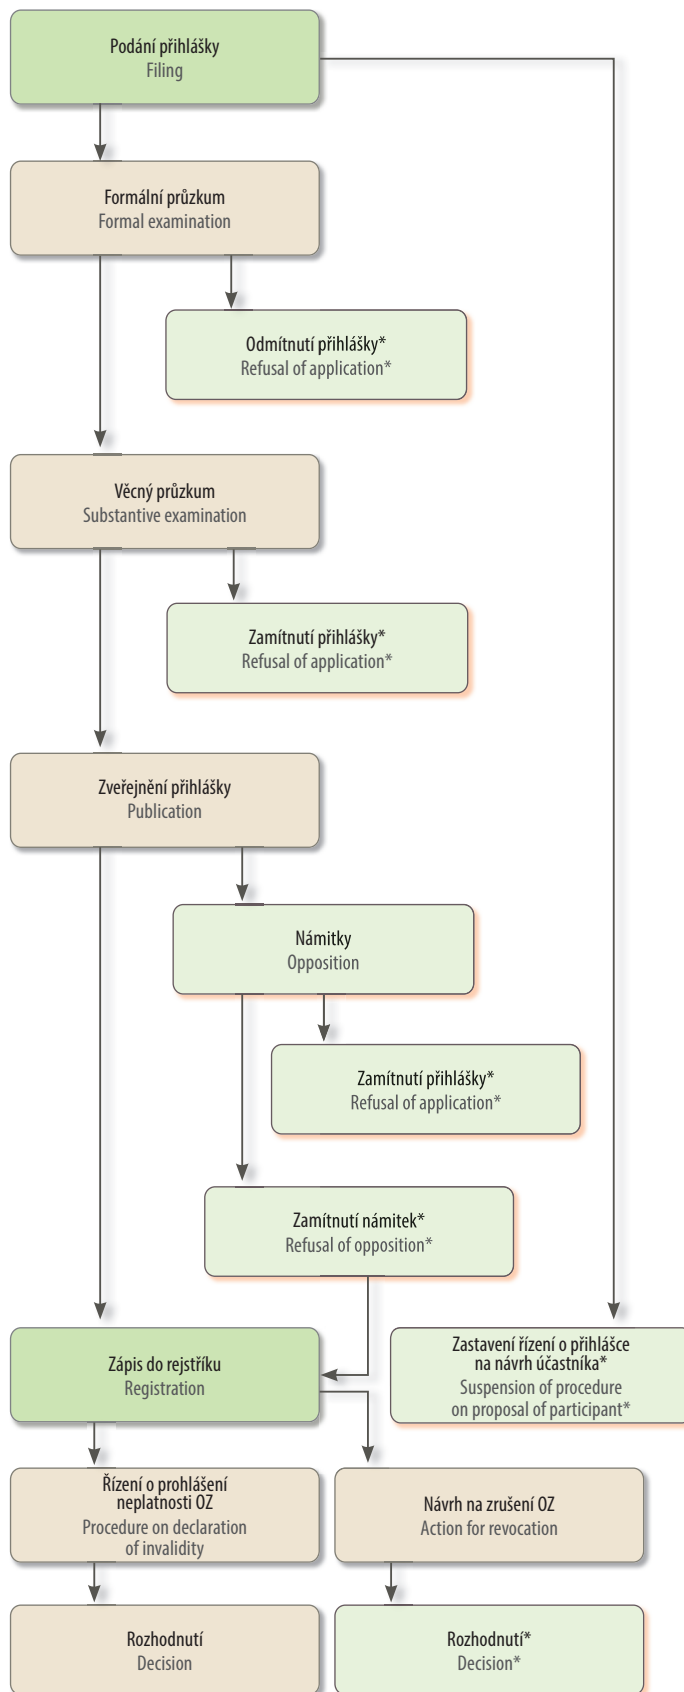 Podání přihlášky
Filing
Formální průzkum
Formal examination
Odmítnutí přihlášky*
Refusal of application*
Věcný průzkum
Substantive examination
Zamítnutí přihlášky*
Refusal of application*
Zveřejnění přihlášky
Publication
Námitky
Opposition
Zamítnutí přihlášky*
Refusal of application*
Zamítnutí námitek*
Refusal of opposition*
Zápis do rejstříku
Registration
Zastavení řízení o přihlášce
na návrh účastníka*
Suspension of procedure
on proposal of participant*
Řízení o prohlášení
neplatnosti OZ
Procedure on declaration
of invalidity
Návrh na zrušení OZ
Action for revocation
Rozhodnutí
Decision
Rozhodnutí*
Decision*